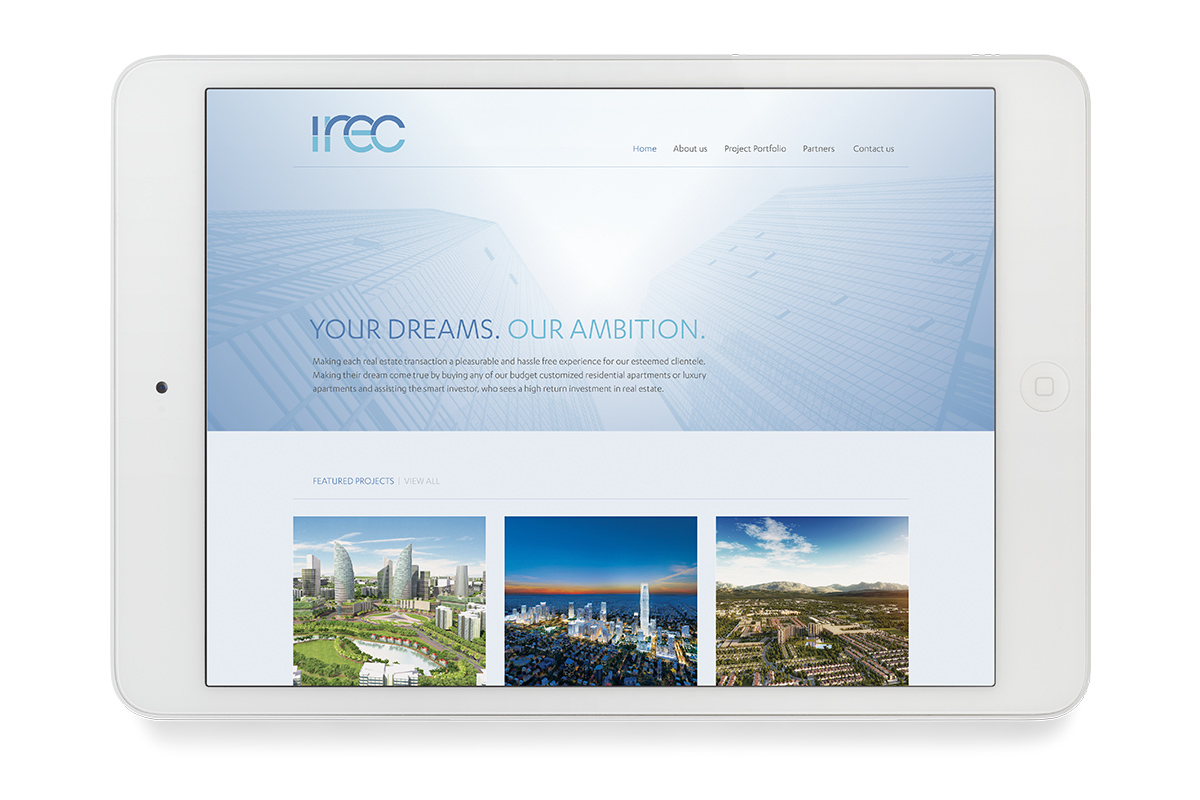 irec
Home About us Project Portfolio Partners Contact us
YOUR DREAMS. OUR AMBITION.
Making each real estate transaction a pleasurable and hassle free experience for our esteemed clientele.
Making their dream come true by buying any of our budget customized residential apartments or luxury
apartments and assisting the smart investor, who sees a high return investment in real estate.
FEATURED PROJECTS | VIEW ALL